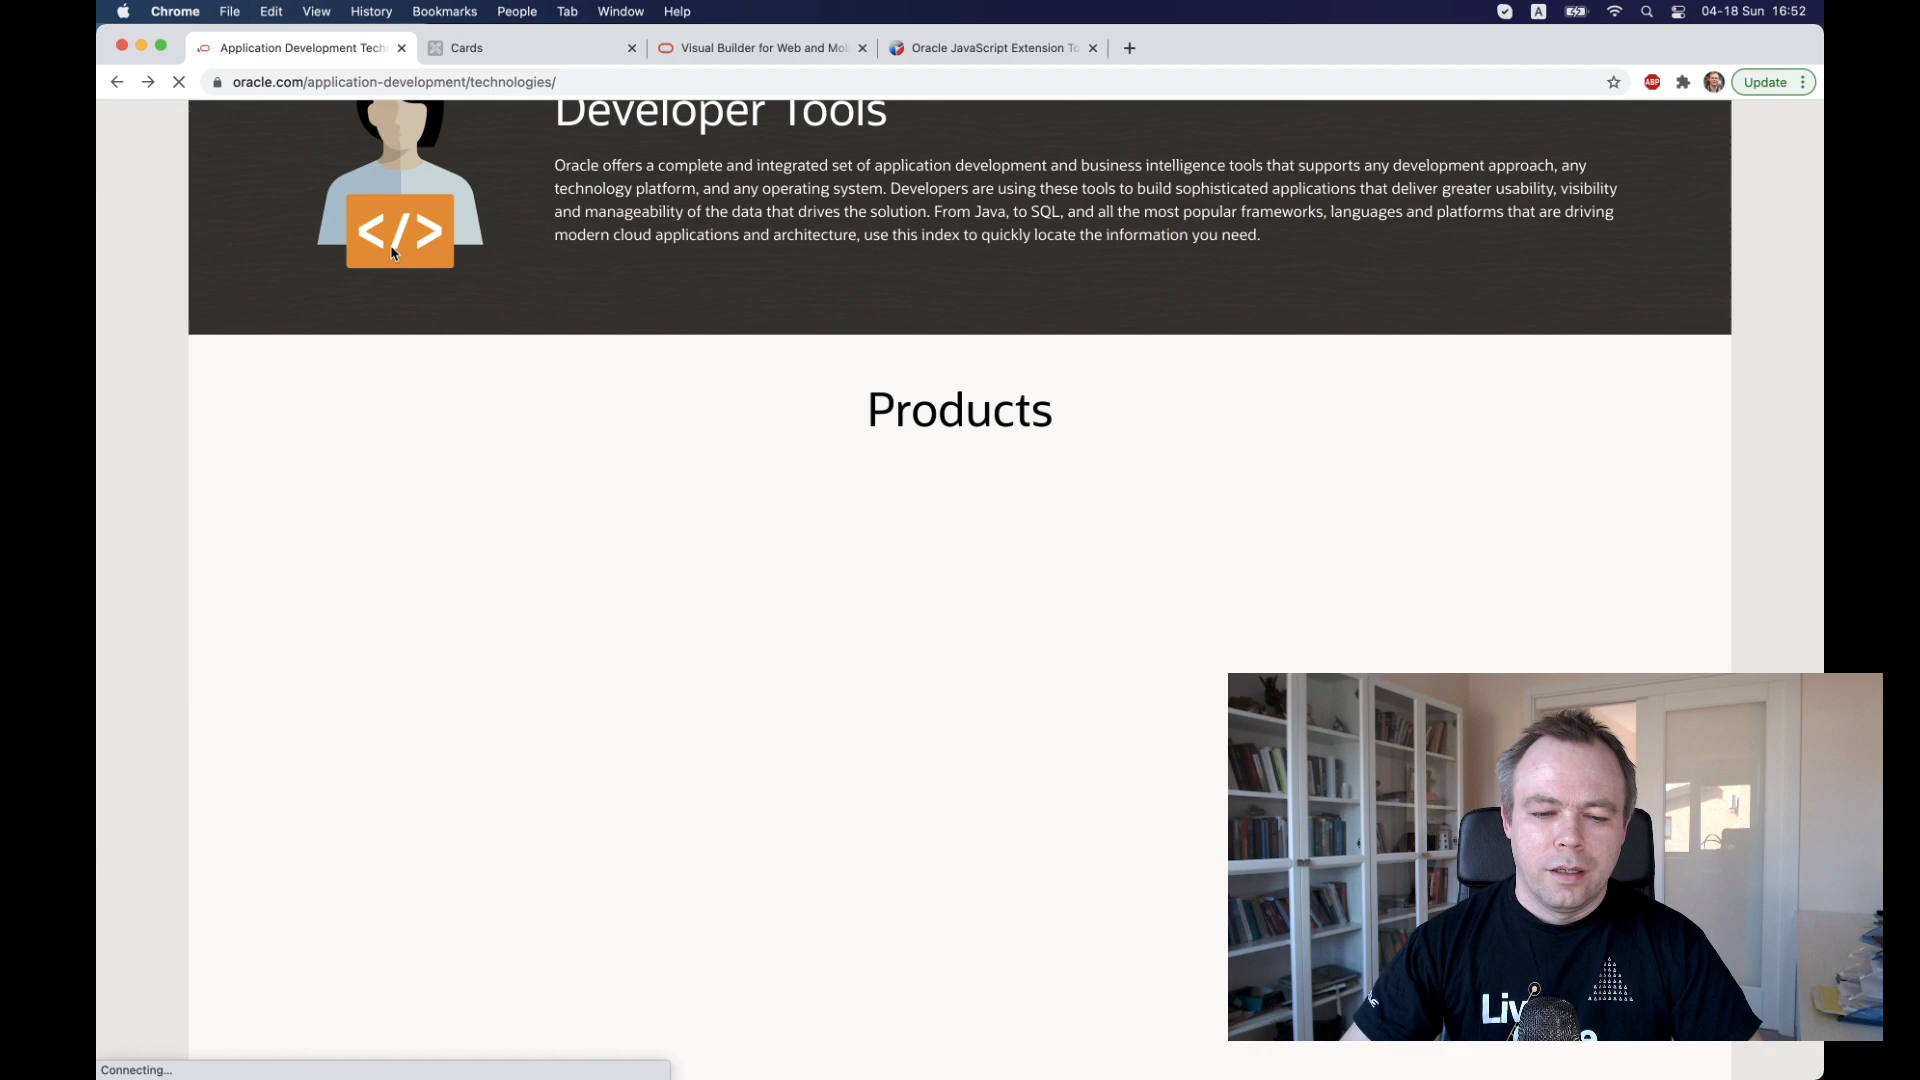 Chrome File Edit View History Bookmarks People Tab Window Help A 04-18 Sun 16:52
Application Development Tech Cards Visual Builder for Web and Mob Oracle JavaScript Extension To
oracle.com/application-development/technologies/ ABP Update
Developer Tools
Oracle offers a complete and integrated set of application development and business intelligence tools that supports any development approach, any
technology platform, and any operating system. Developers are using these tools to build sophisticated applications that deliver greater usability, visibility
and manageability of the data that drives the solution. From Java, to SQL, and all the most popular frameworks, languages and platforms that are driving
modern cloud applications and architecture, use this index to quickly locate the information you need.
</>
Products
Connecting...